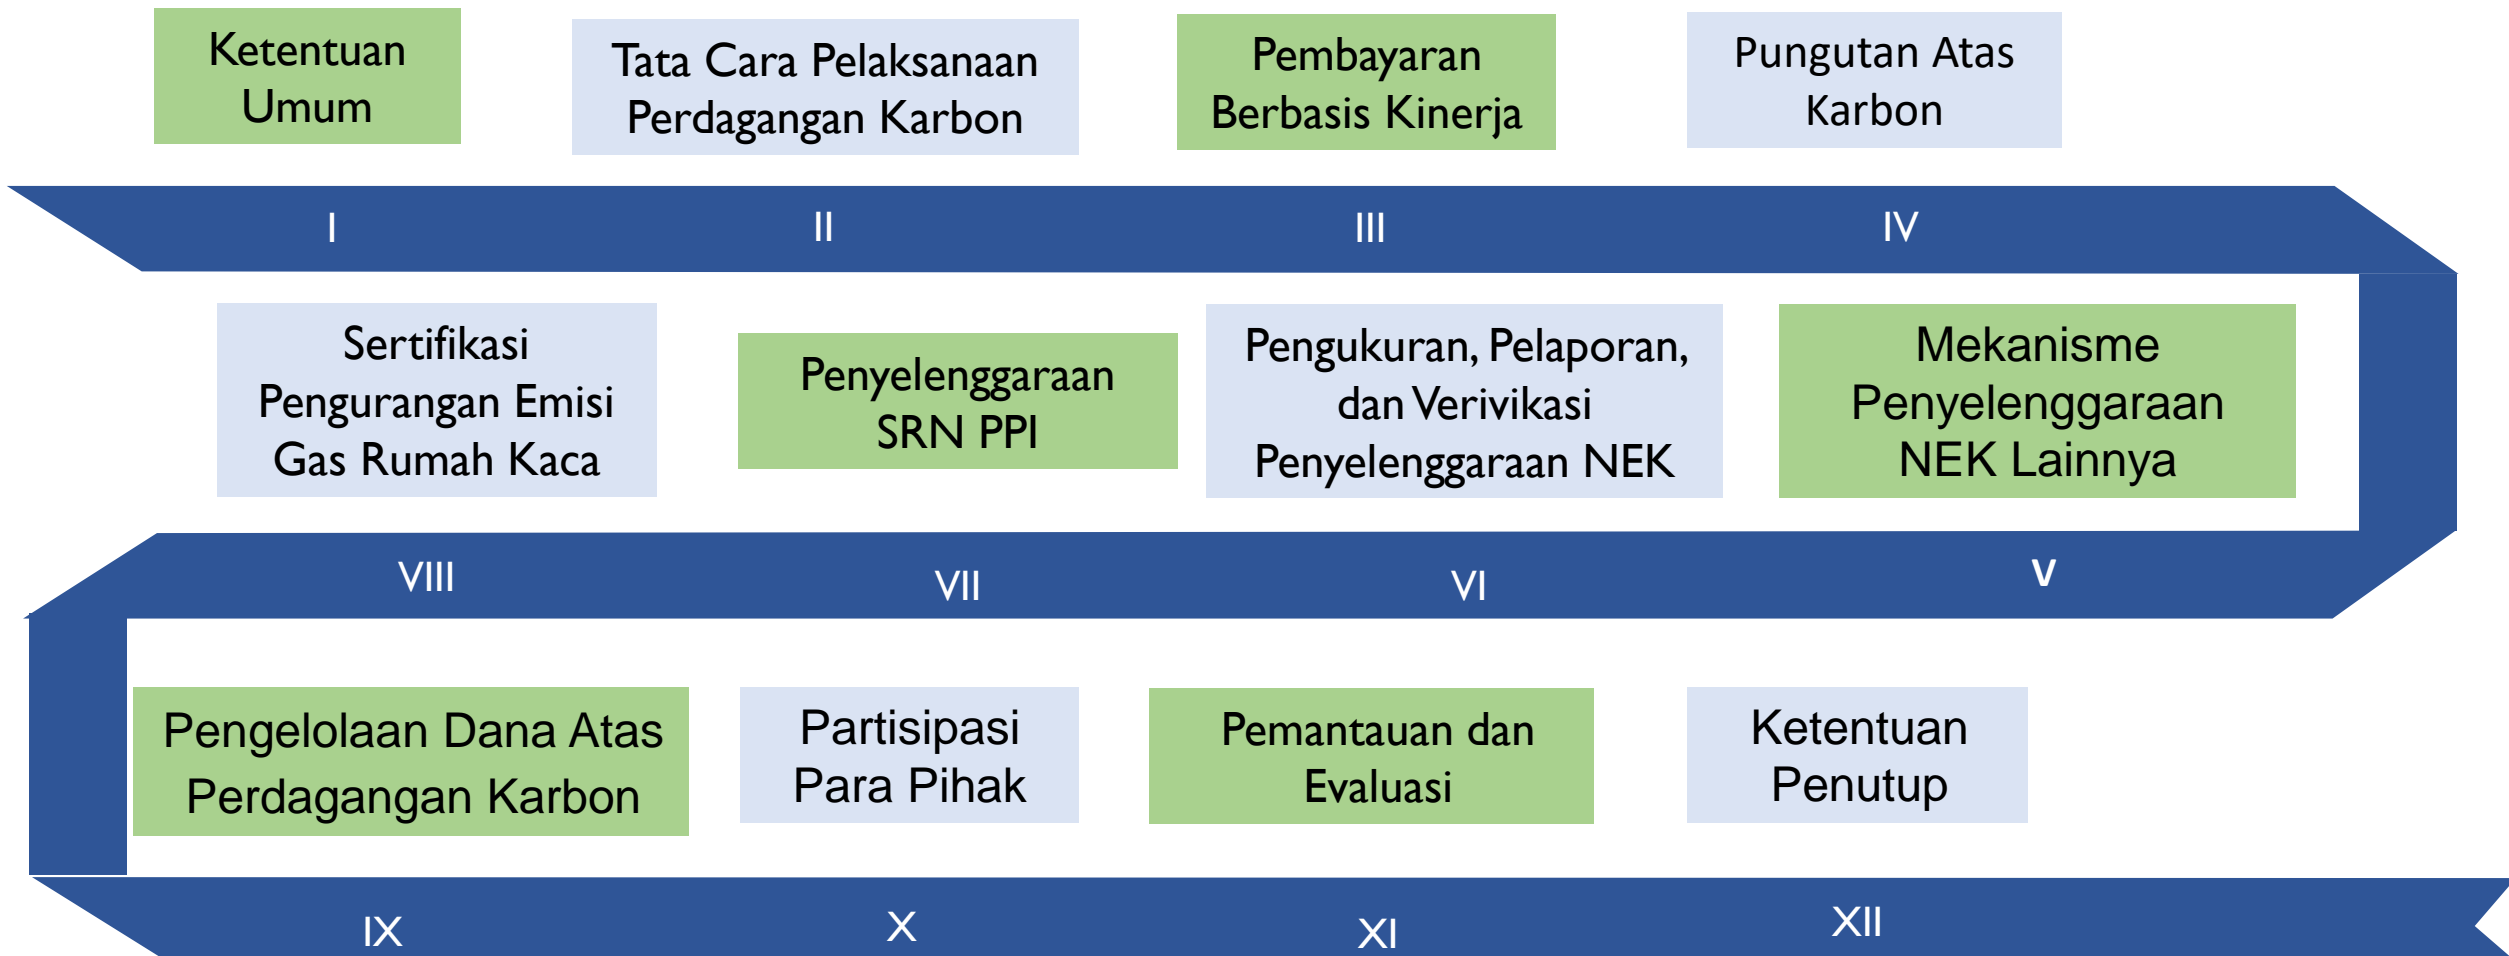 Ketentuan
Umum
Tata Cara Pelaksanaan
Perdagangan Karbon
Pembayaran
Berbasis Kinerja
Pungutan Atas
Karbon
I
II
III
IV
Sertifikasi
Pengurangan Emisi
Gas Rumah Kaca
Penyelenggaraan
SRN PPI
Pengukuran, Pelaporan,
dan Verivikasi
Penyelenggaraan NEK
Mekanisme
Penyelenggaraan
NEK Lainnya
VIII
VII
VI
V
Pengelolaan Dana Atas
Perdagangan Karbon
Partisipasi
Para Pihak
Pemantauan dan
Evaluasi
Ketentuan
Penutup
IX
X
XI
XII